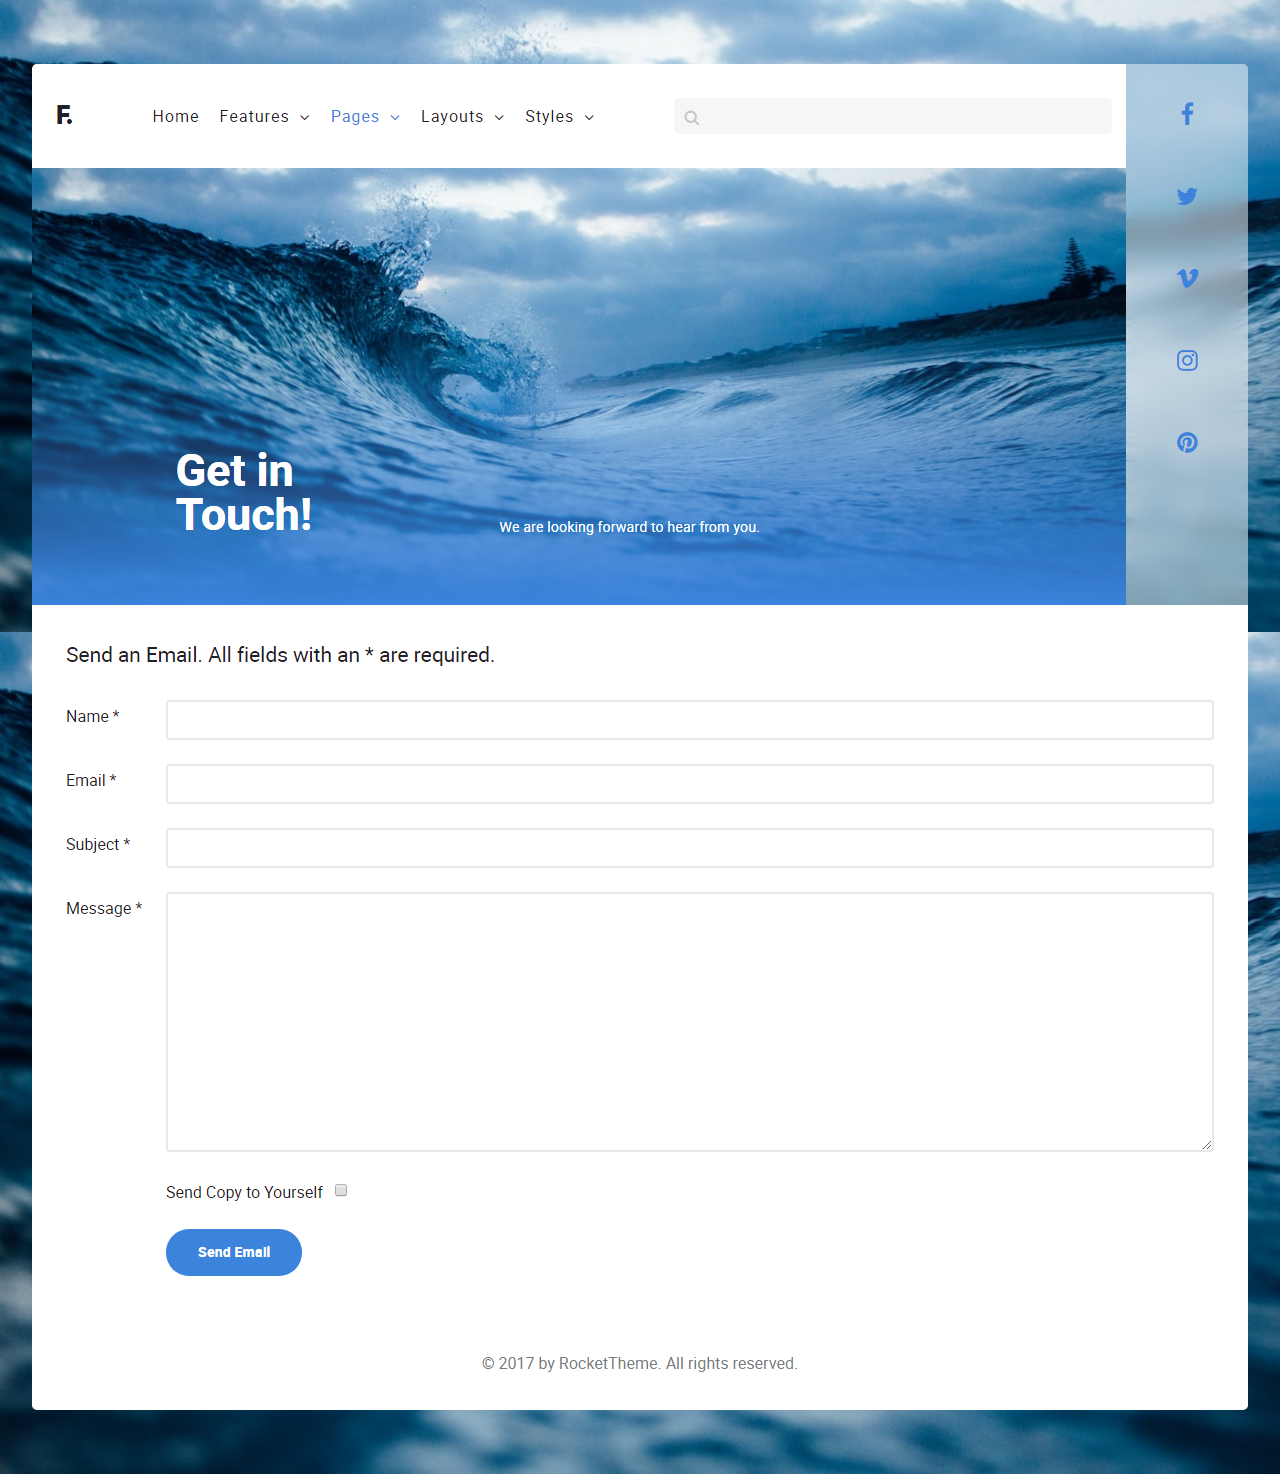 F.
Home Features Pages Layouts Styles
Get in
Touch!
We are looking forward to hear from you.
Send an Email. All fields with an * are required.
Name *
Email *
Subject *
Message *
Send Copy to Yourself
Send Email
© 2017 by RocketTheme. All rights reserved.